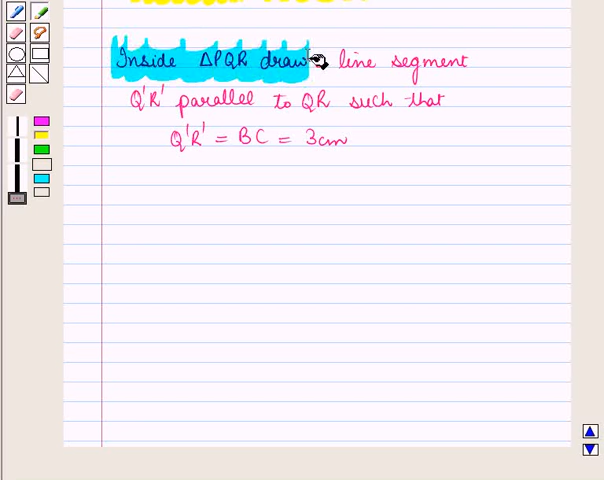 Inside ΔPQR draw line segment
Q'R' parallel to QR such that
Q'R' = BC = 3cm